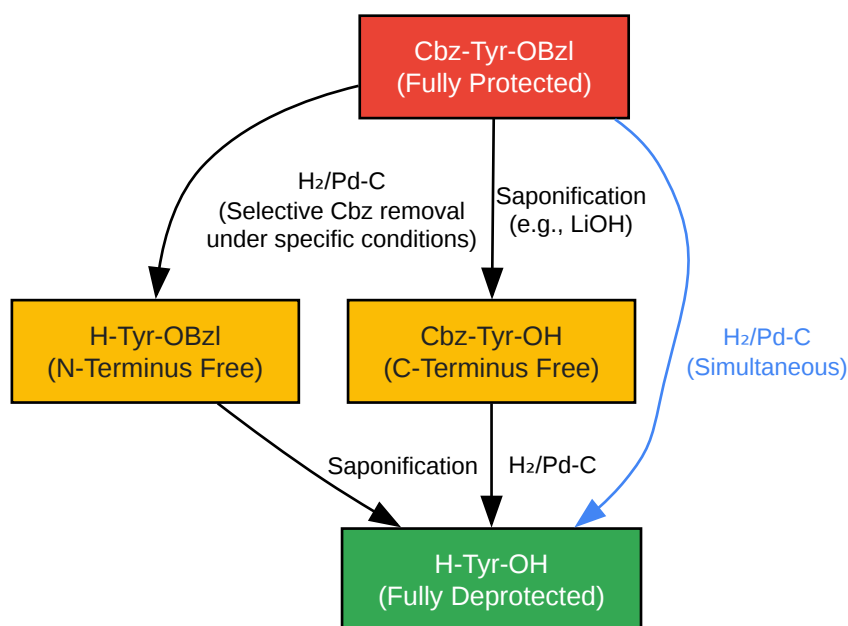 Cbz-Tyr-OBzl
(Fully Protected)
H₂/Pd-C
(Selective Cbz removal
under specific conditions)
Saponification
(e.g., LiOH)
H-Tyr-OBzl
(N-Terminus Free)
Cbz-Tyr-OH
(C-Terminus Free)
H₂/Pd-C
(Simultaneous)
Saponification
H₂/Pd-C
H-Tyr-OH
(Fully Deprotected)